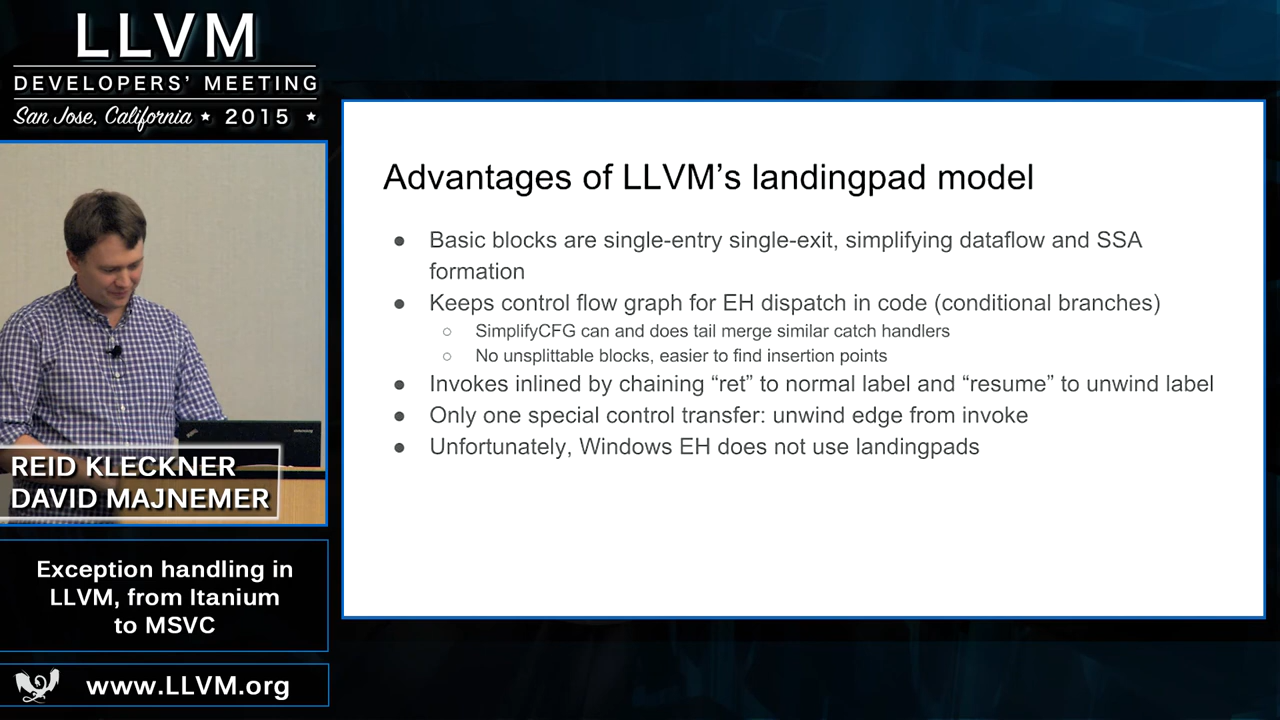 LLVM
DEVELOPERS' MEETING
San Jose, California ★ 2015 ★
REID KLECKNER
DAVID MAJNEMER
Exception handling in
LLVM, from Itanium
to MSVC
www.LLVM.org
Advantages of LLVM’s landingpad model
● Basic blocks are single-entry single-exit, simplifying dataflow and SSA
formation
● Keeps control flow graph for EH dispatch in code (conditional branches)
○ SimplifyCFG can and does tail merge similar catch handlers
○ No unsplittable blocks, easier to find insertion points
● Invokes inlined by chaining “ret” to normal label and “resume” to unwind label
● Only one special control transfer: unwind edge from invoke
● Unfortunately, Windows EH does not use landingpads